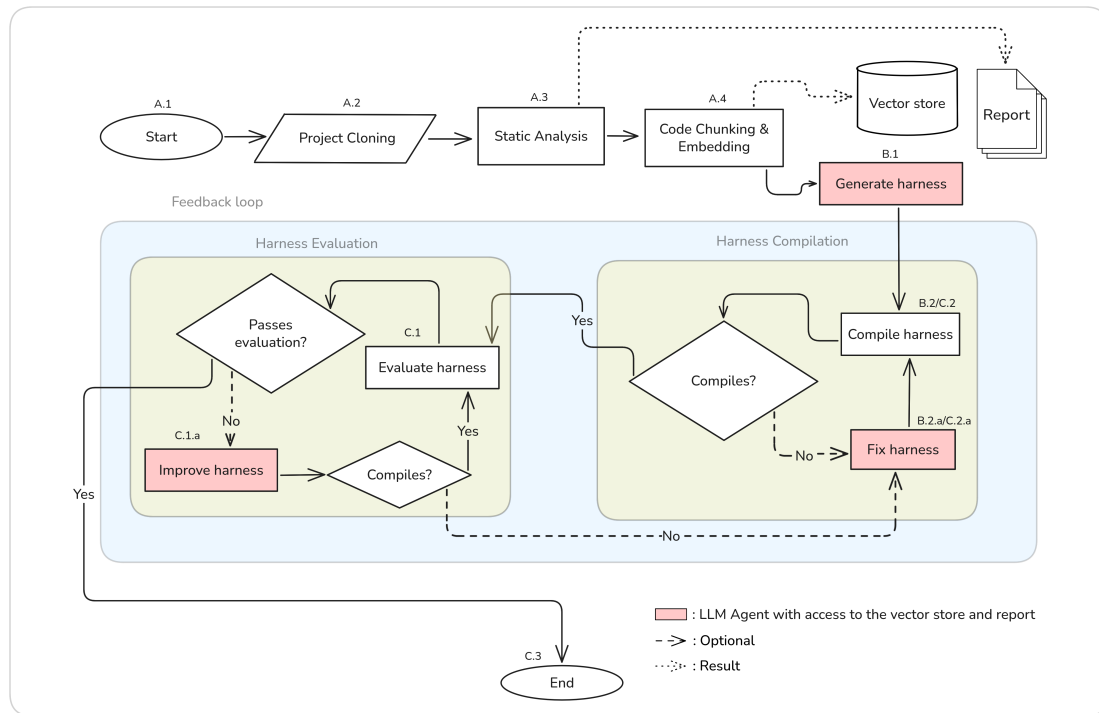 A.1
Start
A.2
Project Cloning
A.3
Static Analysis
A.4
Code Chunking &
Embedding
Vector store
Report
B.1
Generate harness
Feedback loop
Harness Evaluation
Harness Compilation
Passes
evaluation?
C.1
Evaluate harness
Yes
B.2/C.2
Compile harness
Compiles?
No
B.2.a/C.2.a
Fix harness
No
C.1.a
Improve harness
Compiles?
Yes
No
Yes
C.3
End
: LLM Agent with access to the vector store and report
: Optional
: Result